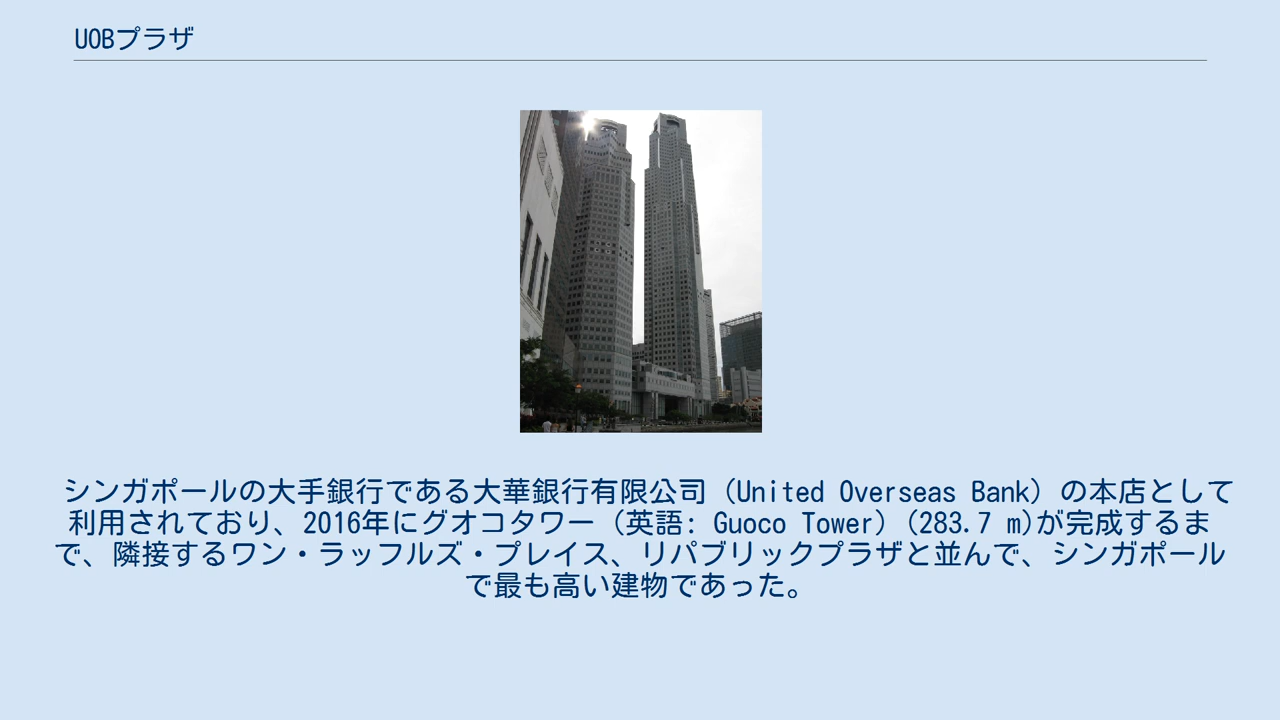 UOBプラザ
シンガポールの大手銀行である大華銀行有限公司（United Overseas Bank）の本店として
利用されており、2016年にグオコタワー（英語: Guoco Tower）(283.7 m)が完成するま
で、隣接するワン・ラッフルズ・プレイス、リパブリックプラザと並んで、シンガポール
で最も高い建物であった。